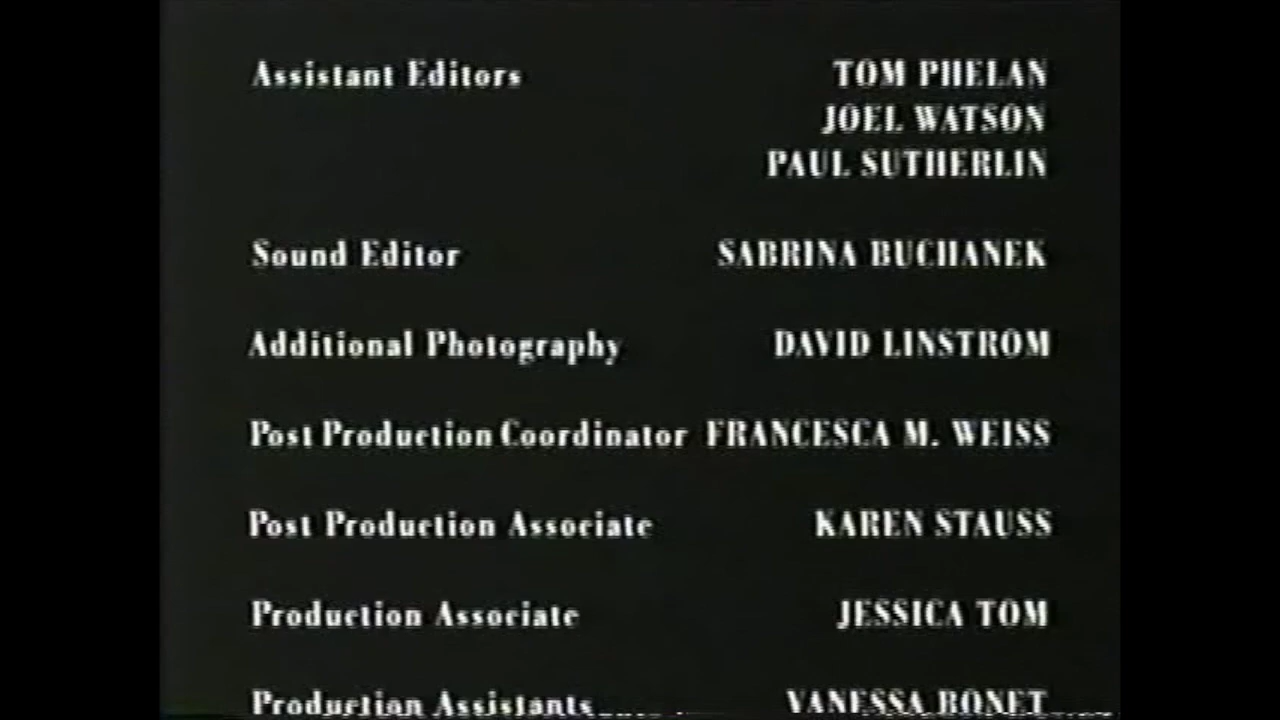 Assistant Editors TOM PHELAN
JOEL WATSON
PAUL SUTHERLIN
Sound Editor SABRINA BUCHANEK
Additional Photography DAVID LINSTROM
Post Production Coordinator FRANCESCA M. WEISS
Post Production Associate KAREN STAUSS
Production Associate JESSICA TOM
Production Assistants VANESSA BONET